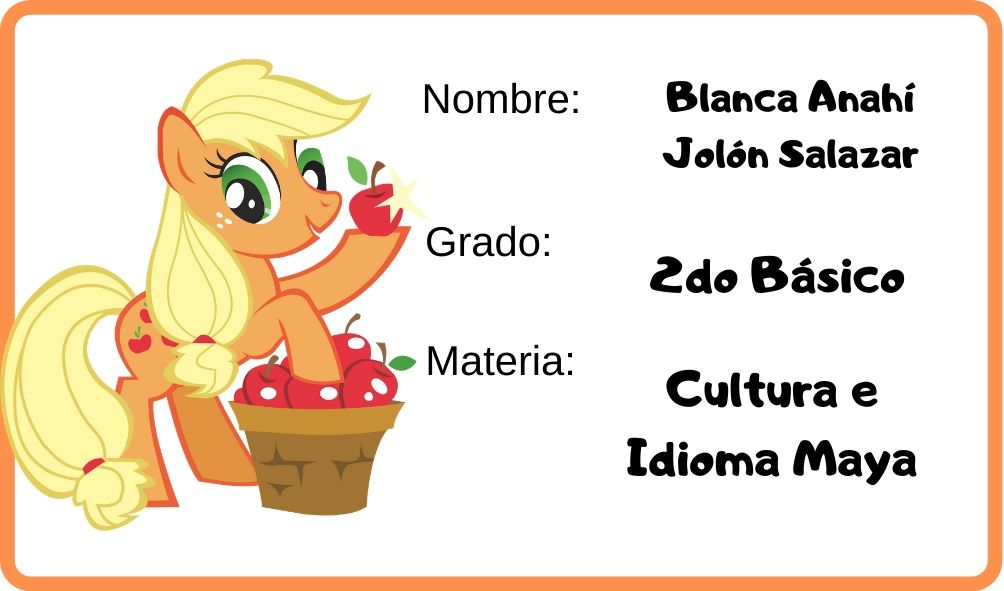 Nombre: Blanca Anahí
Jolón Salazar
Grado: 2do Básico
Materia: Cultura e
Idioma Maya